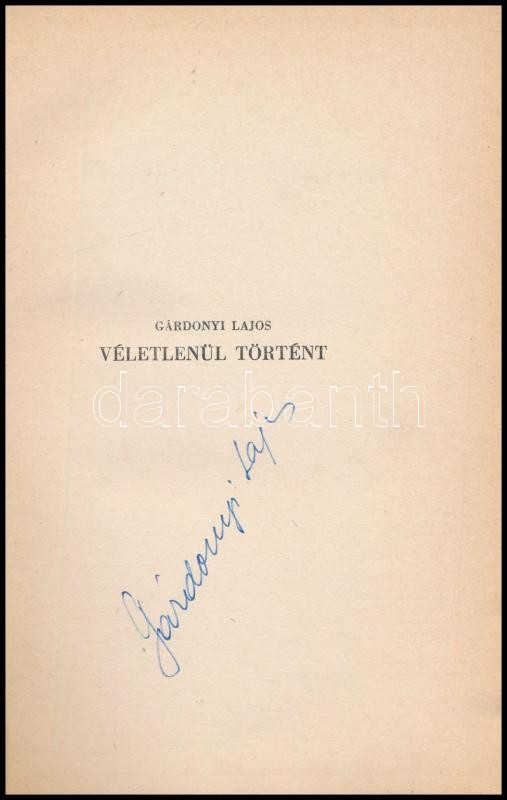 GÁRDONYI LAJOS
VÉLETLENÜL TÖRTÉNT
darabanth
Gárdonyi Lajos